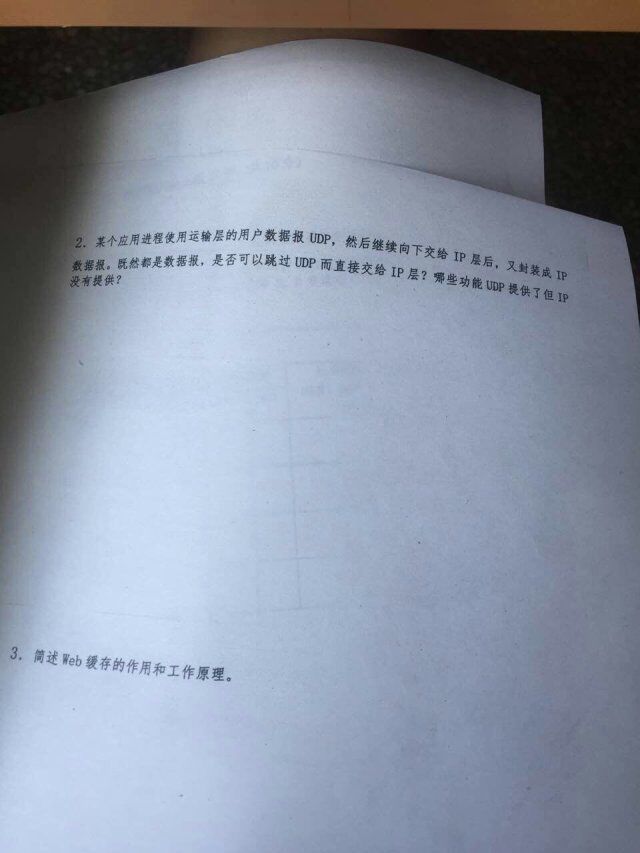 2. 某个应用进程使用运输层的用户数据报 UDP，然后继续向下交给 IP 层后，又封装成 IP
数据报。既然都是数据报，是否可以跳过 UDP 而直接交给 IP 层？哪些功能 UDP 提供了但 IP
没有提供？
3. 简述 Web 缓存的作用和工作原理。